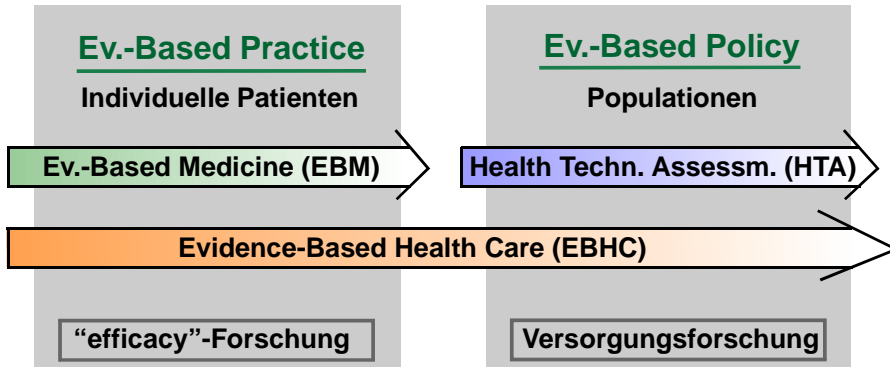 Ev.-Based Practice
Individuelle Patienten
Ev.-Based Policy
Populationen
Ev.-Based Medicine (EBM)
Health Techn. Assessm. (HTA)
Evidence-Based Health Care (EBHC)
“efficacy”-Forschung
Versorgungsforschung